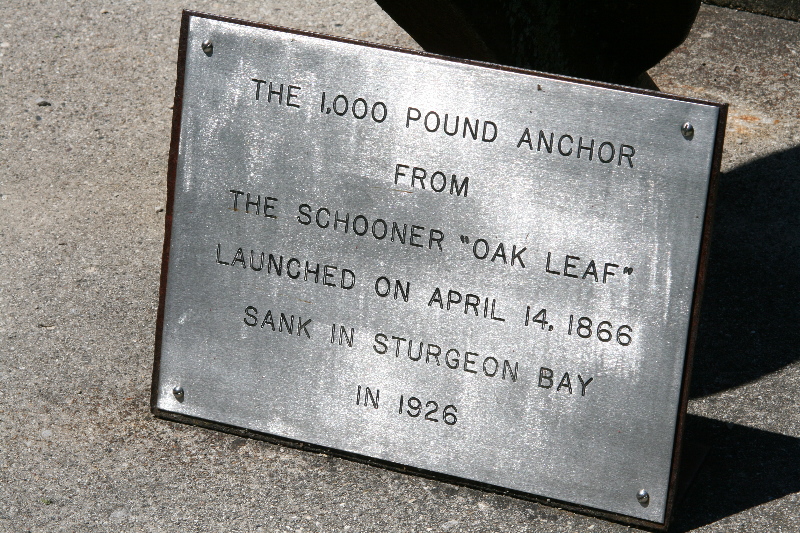 THE 1,000 POUND ANCHOR
FROM
THE SCHOONER "OAK LEAF"
LAUNCHED ON APRIL 14, 1866
SANK IN STURGEON BAY
IN 1926